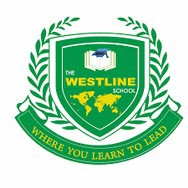 THE
WESTLINE
SCHOOL
WHERE YOU LEARN TO LEAD